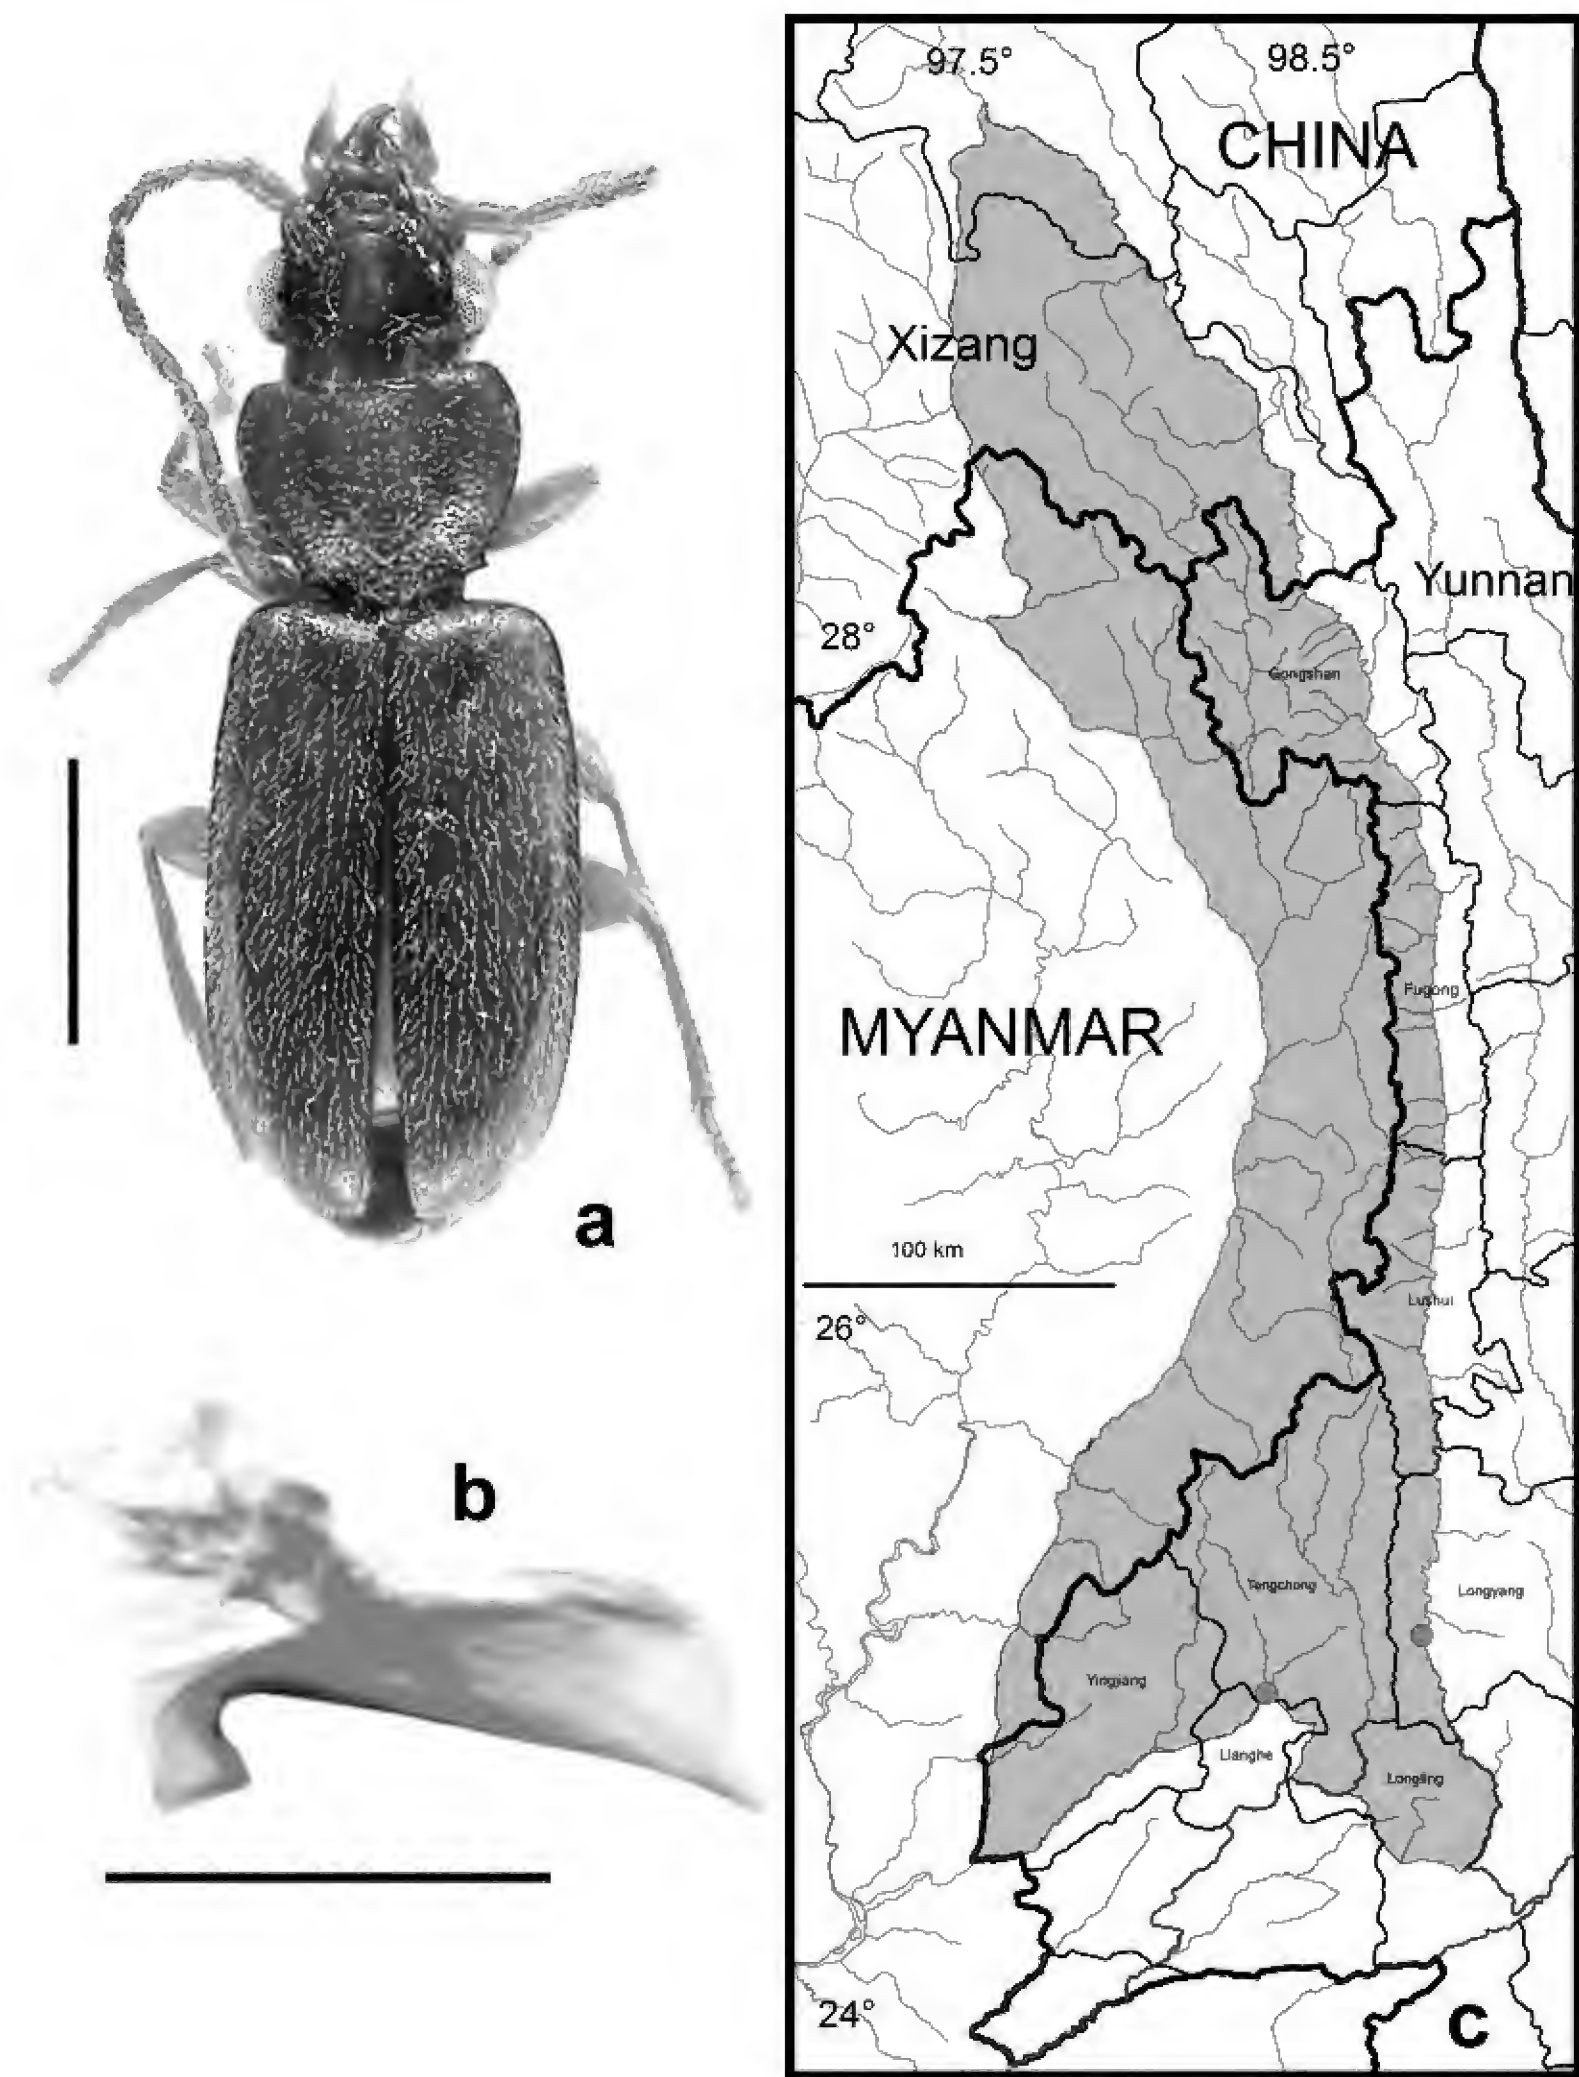 97.5°
98.5°
CHINA
Xizang
Yunnan
28°
Gongshan
Fugong
MYANMAR
a
100 km
Lushui
26°
b
Tengchong
Longyang
Yingjiang
Lianghe
Longling
24°
c